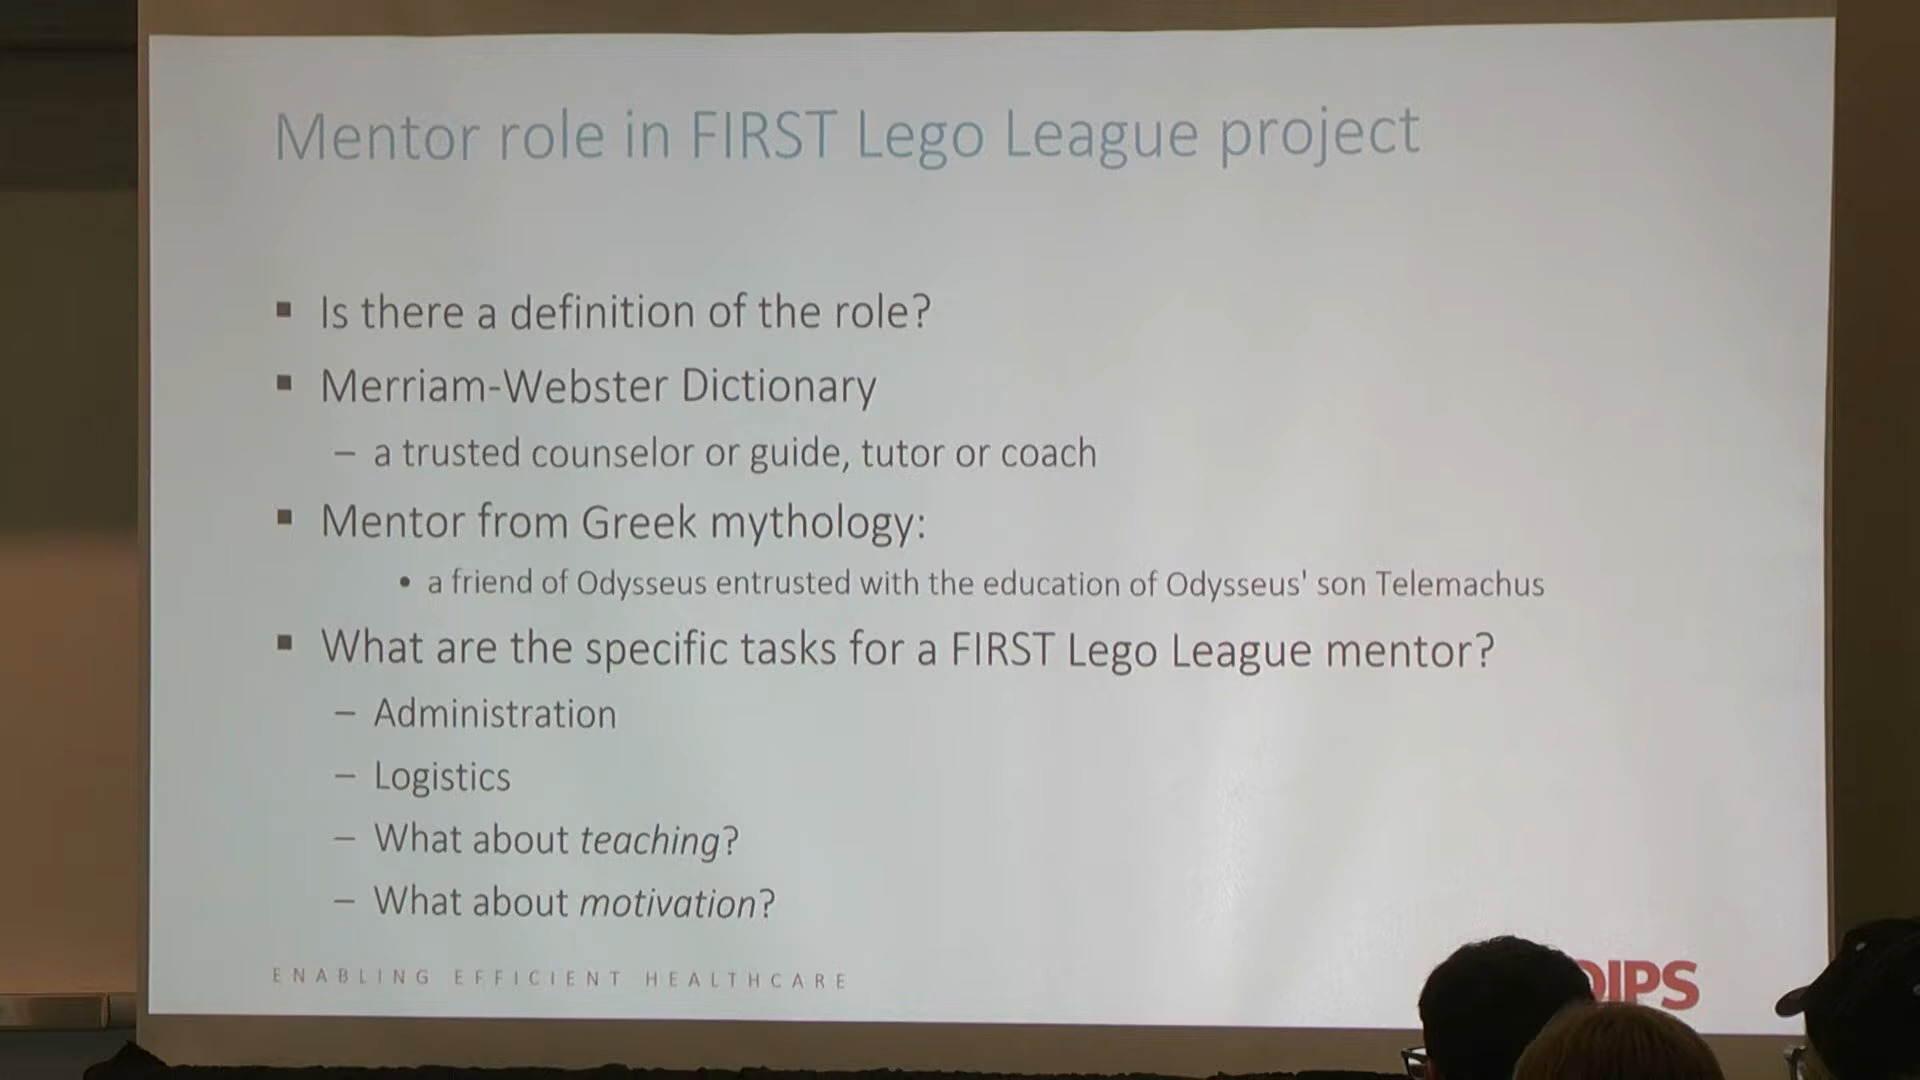 Mentor role in FIRST Lego League project
▪ Is there a definition of the role?
▪ Merriam-Webster Dictionary
– a trusted counselor or guide, tutor or coach
▪ Mentor from Greek mythology:
• a friend of Odysseus entrusted with the education of Odysseus' son Telemachus
▪ What are the specific tasks for a FIRST Lego League mentor?
– Administration
– Logistics
– What about teaching?
– What about motivation?
ENABLING EFFICIENT HEALTHCARE
DIPS